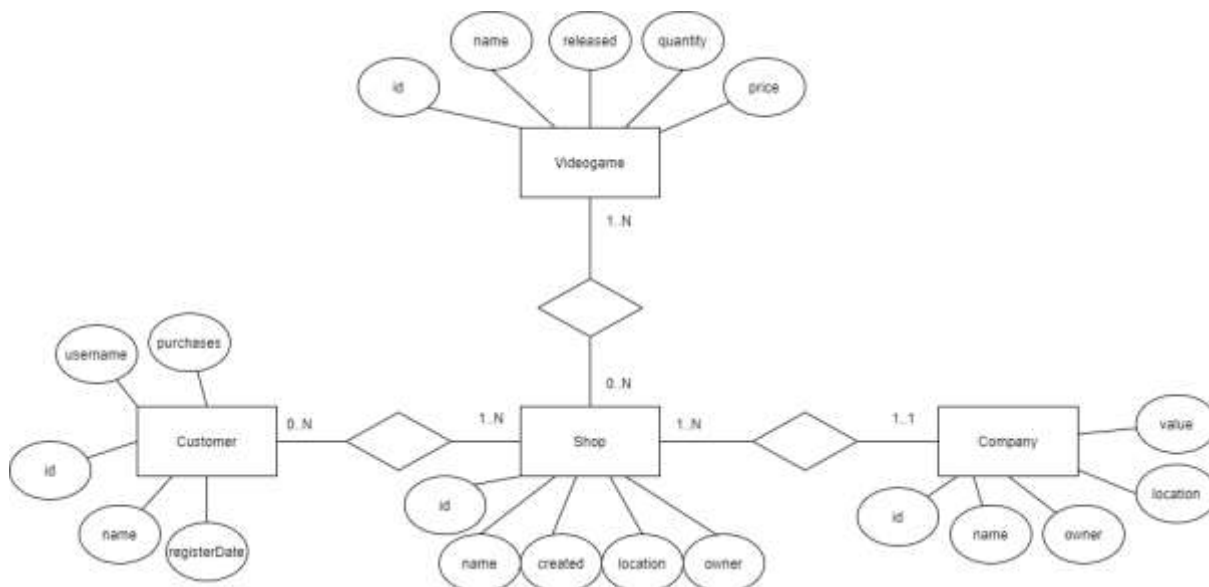 name
released
quantity
id
price
Videogame
1..N
username
purchases
0..N
0..N
1..N
1..N
1..1
Customer
Shop
Company
value
id
id
id
location
name
registerDate
name
created
location
owner
name
owner